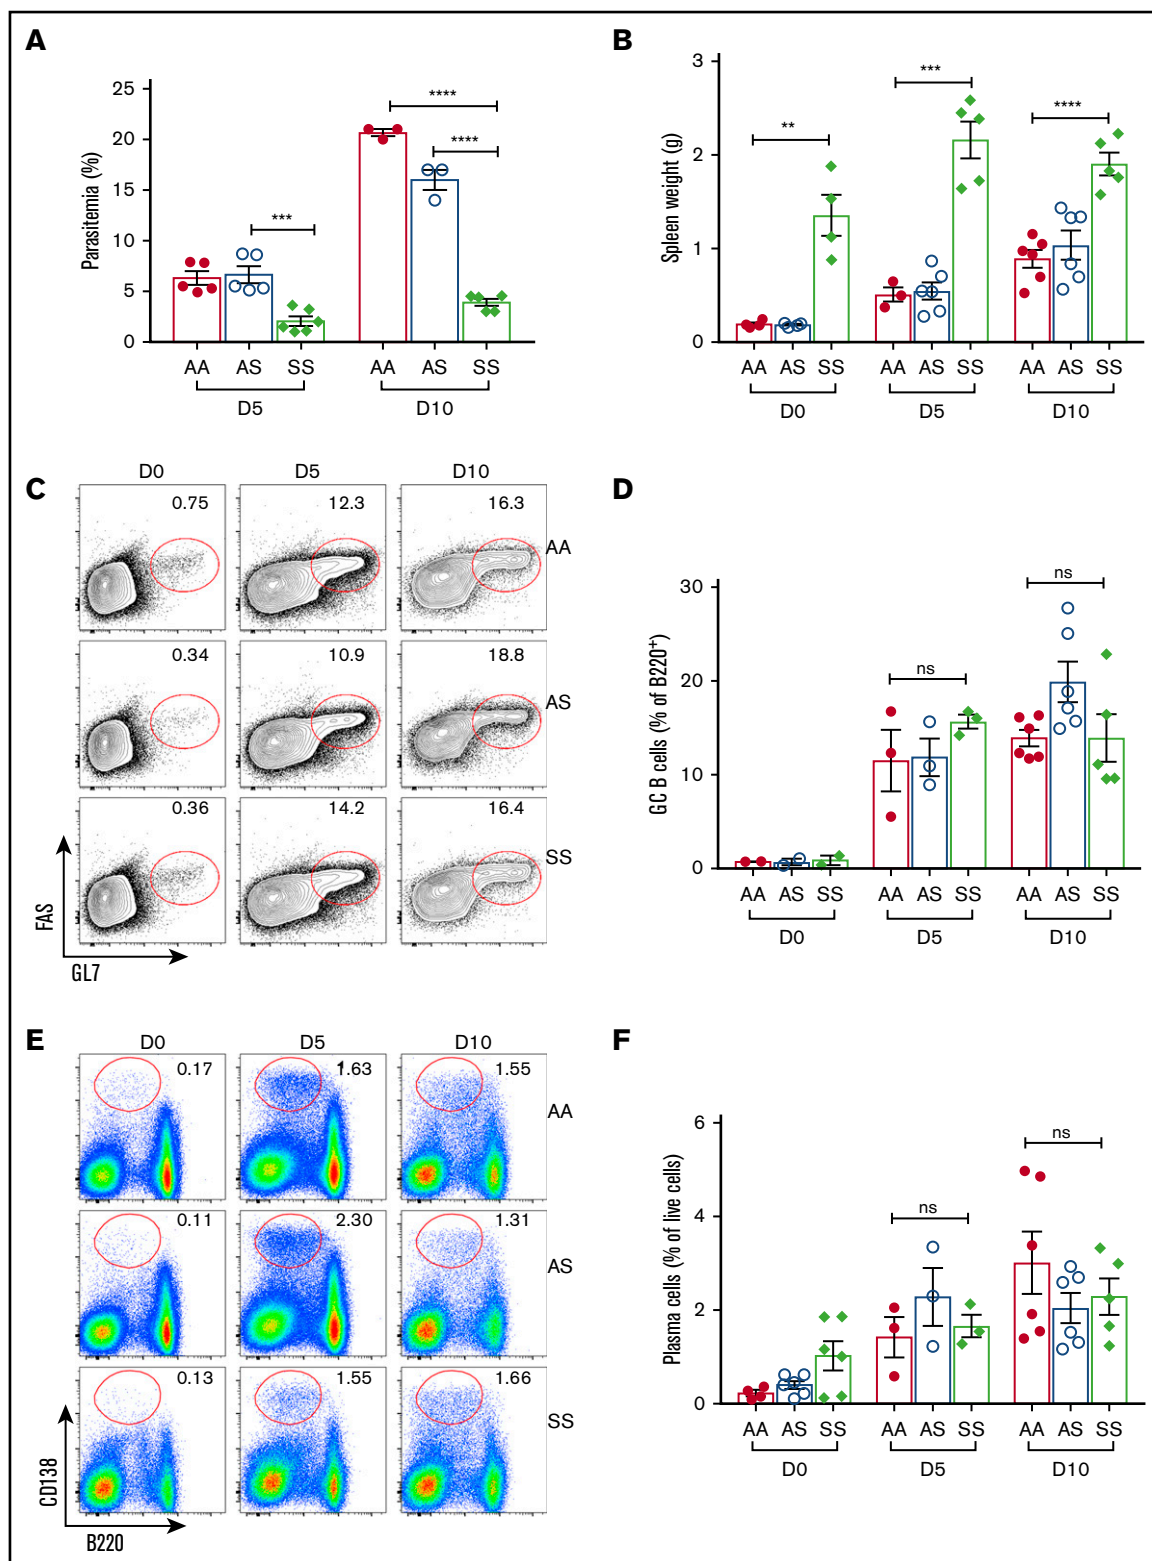 A
Parasitemia (%)
25
20
15
10
5
0
***
****
****
AA AS SS AA AS SS
D5 D10
B
Spleen weight (g)
3
2
1
0
**
***
****
AA AS SS AA AS SS AA AS SS
D0 D5 D10
C
D0 D5 D10
0.75 12.3 16.3
AA
0.34 10.9 18.8
AS
0.36 14.2 16.4
SS
FAS
GL7
D
GC B cells (% of B220+)
30
20
10
0
ns
ns
AA AS SS AA AS SS AA AS SS
D0 D5 D10
E
D0 D5 D10
0.17 1.63 1.55
AA
0.11 2.30 1.31
AS
0.13 1.55 1.66
SS
CD138
B220
F
Plasma cells (% of live cells)
6
4
2
0
ns
ns
AA AS SS AA AS SS AA AS SS
D0 D5 D10